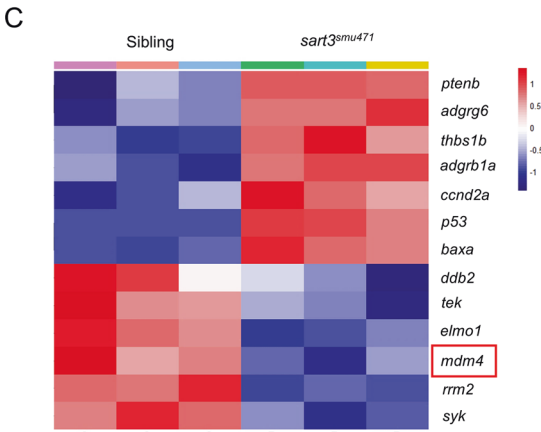 C
Sibling sart3smu471
ptenb
adgrg6
thbs1b
adgrb1a
ccnd2a
p53
baxa
ddb2
tek
elmo1
mdm4
rrm2
syk
1
0.5
0
-0.5
-1